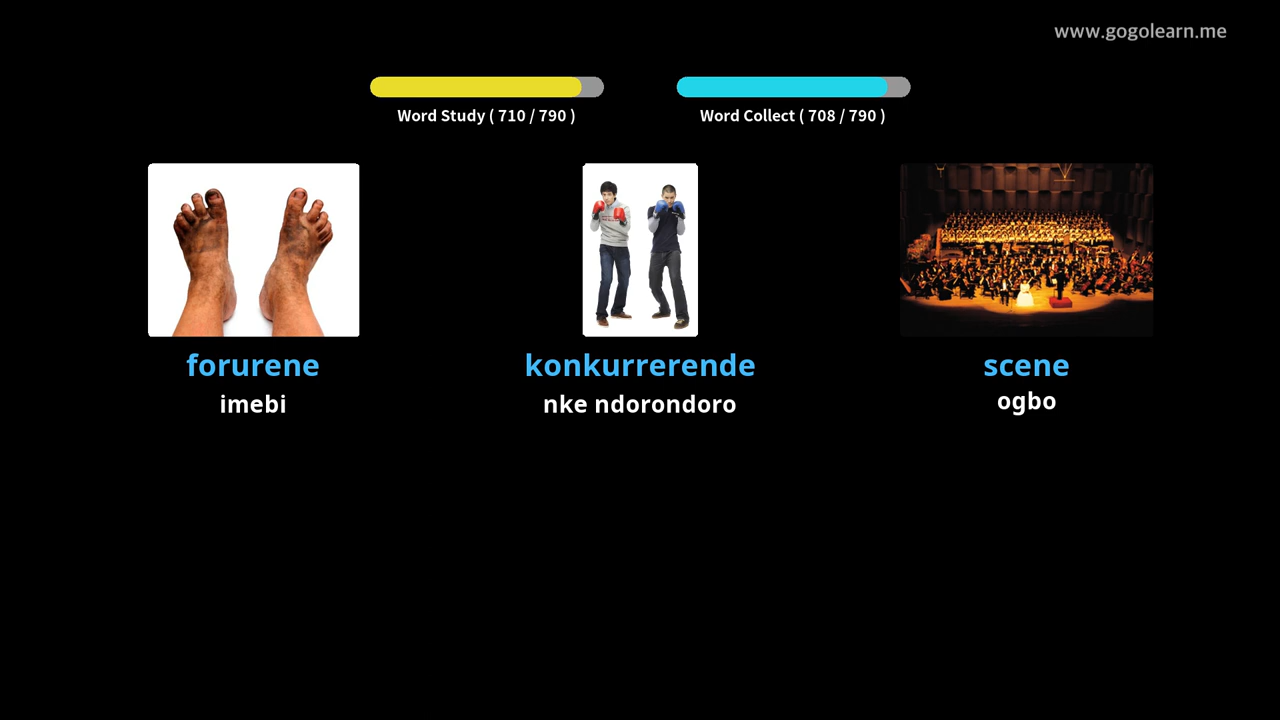 www.gogolearn.me
Word Study ( 710 / 790 )
Word Collect ( 708 / 790 )
forurene
konkurrerende
scene
imebi
nke ndorondoro
ogbo